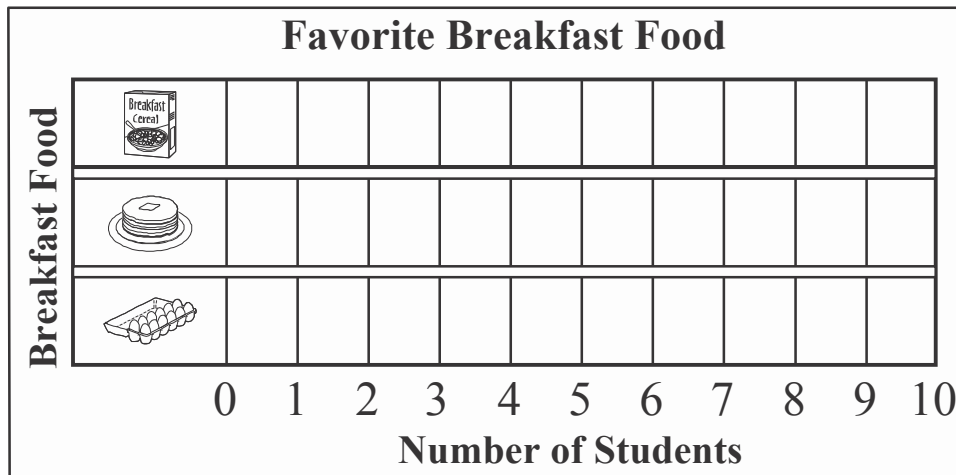 Favorite Breakfast Food
Breakfast Food
Breakfast
Cereal
0 1 2 3 4 5 6 7 8 9 10
Number of Students